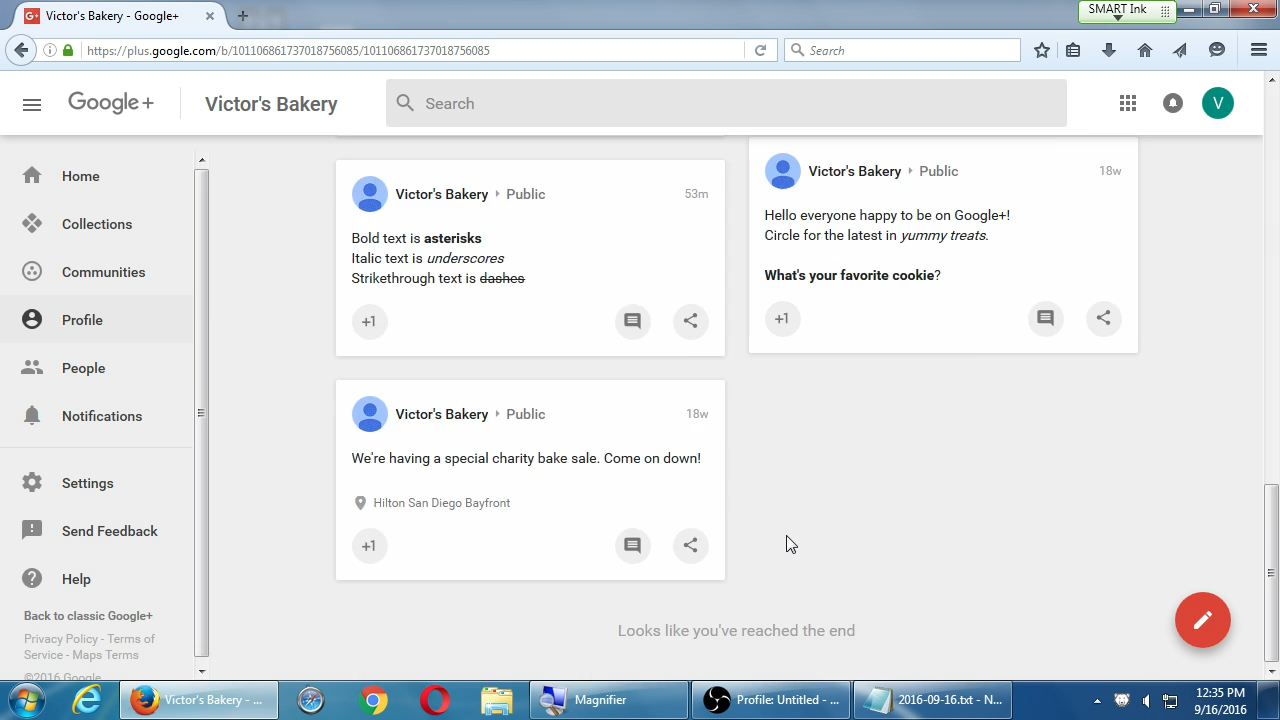 Victor's Bakery - Google+
SMART Ink
https://plus.google.com/b/101106861737018756085/101106861737018756085
Search
Google+
Victor's Bakery
Search
V
Home
Collections
Communities
Profile
People
Notifications
Settings
Send Feedback
Help
Back to classic Google+
Privacy Policy - Terms of
Service - Maps Terms
©2016 Google
Victor's Bakery Public 53m
Bold text is asterisks
Italic text is underscores
Strikethrough text is dashes
+1
Victor's Bakery Public 18w
Hello everyone happy to be on Google+!
Circle for the latest in yummy treats.
What's your favorite cookie?
+1
Victor's Bakery Public 18w
We're having a special charity bake sale. Come on down!
Hilton San Diego Bayfront
+1
Looks like you've reached the end
Victor's Bakery - ...
Magnifier
Profile: Untitled - ...
2016-09-16.txt - N...
12:35 PM
9/16/2016